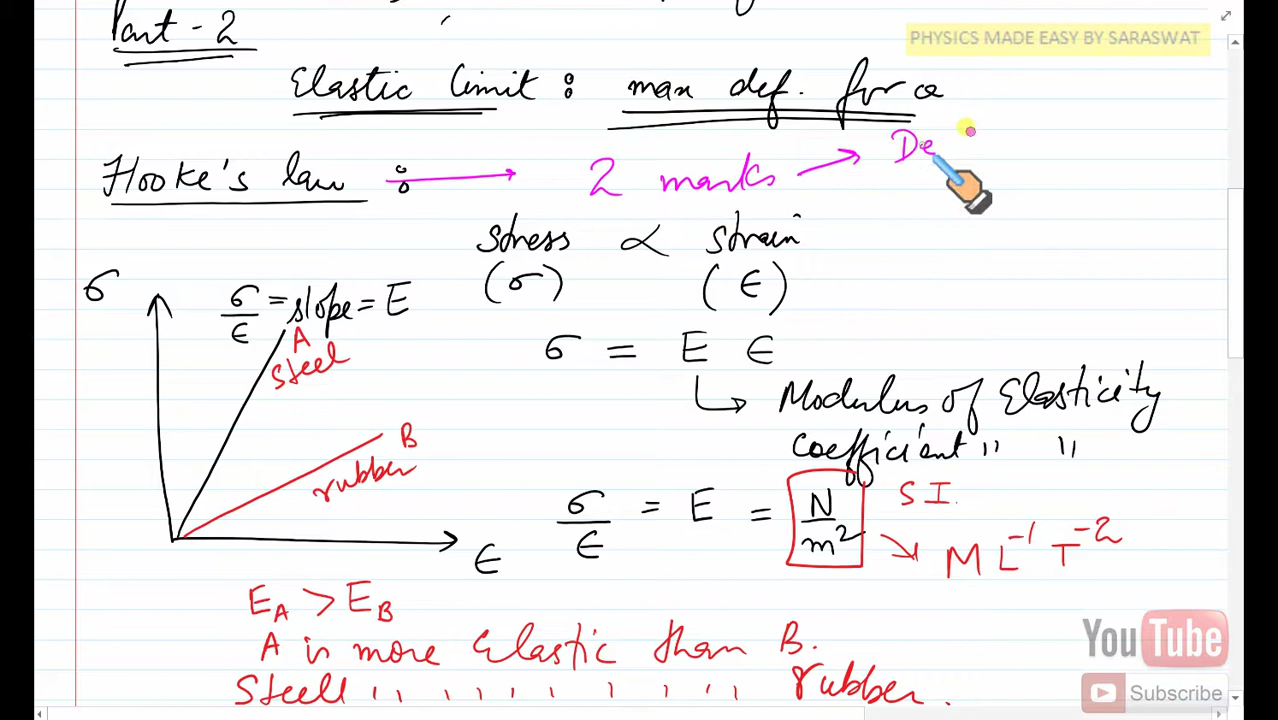 Part - 2
PHYSICS MADE EASY BY SARASWAT
Elastic limit : max def. for a
Hooke's law ÷ → 2 marks → De
stress ∝ strain
(σ) (ϵ)
σ
σ/ϵ = slope = E
A
steel
σ = E ϵ
↳ Modulus of Elasticity
coefficient '' ''
B
rubber
σ/ϵ = E = N/m² S I.
→ M L⁻¹ T⁻²
ϵ
E_A > E_B
A is more Elastic than B.
Steell '' '' '' '' rubber.
YouTube
Subscribe